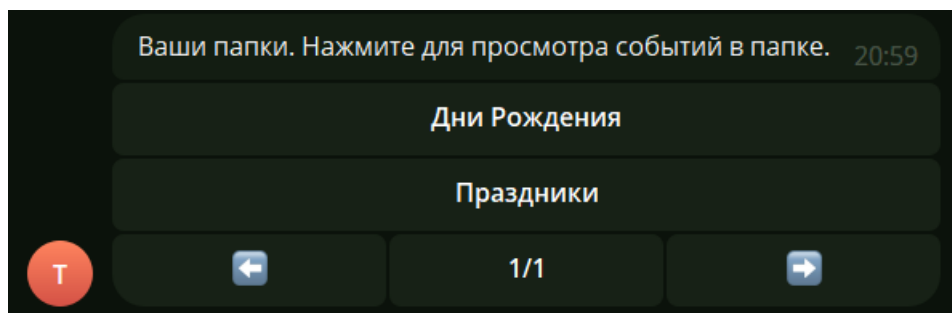 Ваши папки. Нажмите для просмотра событий в папке. 20:59
Дни Рождения
Праздники
⬅️ 1/1 ➡️
Т